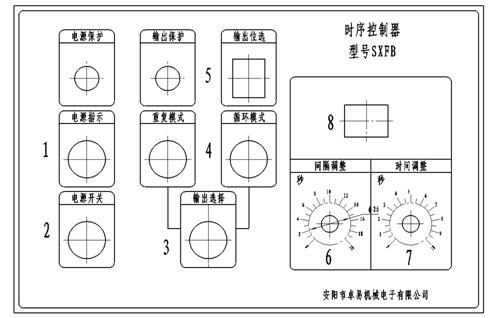 时序控制器
型号SXFB
电源保护
输出保护
输出位选
5
电源指示
重复模式
循环模式
1
4
8
间隔调整
时间调整
秒
秒
电源开关
输出选择
2
3
6
7
安阳市卓易机械电子有限公司